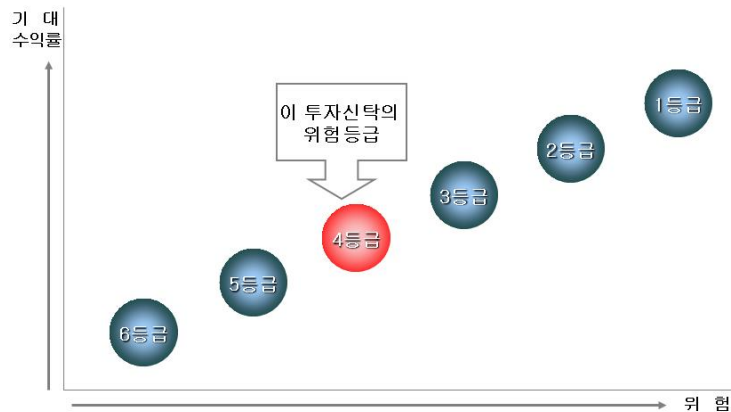 기 대
수익률
이 투자신탁의
위험등급
1등급
2등급
3등급
4등급
5등급
6등급
위 험